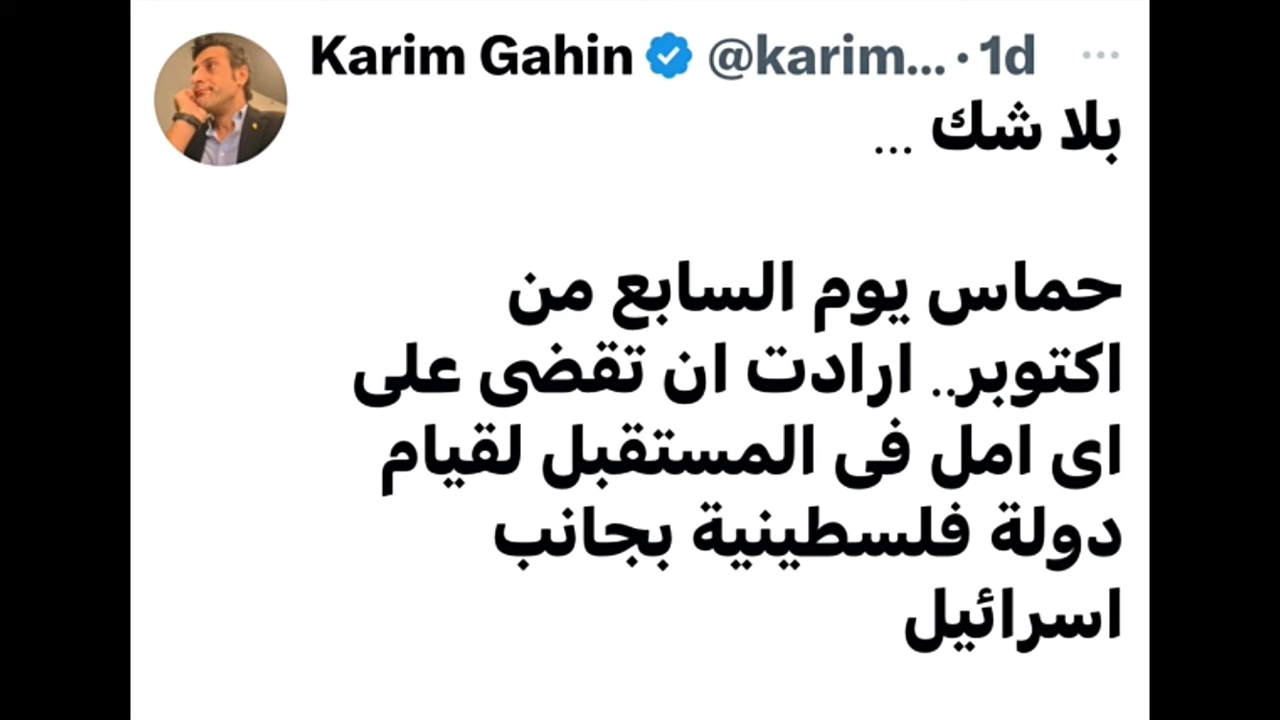 Karim Gahin @karim... · 1d
بلا شك ...
حماس يوم السابع من
اكتوبر.. ارادت ان تقضى على
اى امل فى المستقبل لقيام
دولة فلسطينية بجانب
اسرائيل